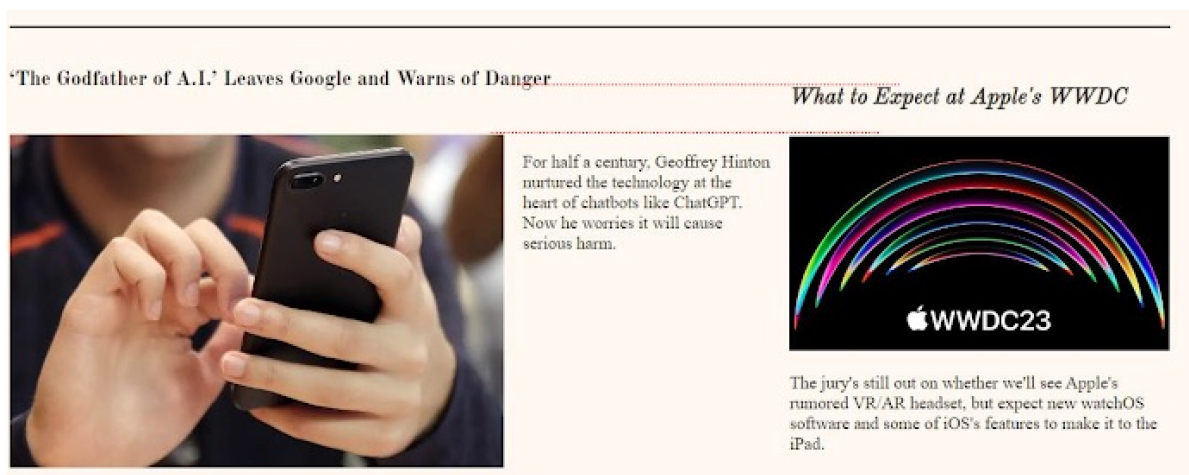 ‘The Godfather of A.I.’ Leaves Google and Warns of Danger
For half a century, Geoffrey Hinton
nurtured the technology at the
heart of chatbots like ChatGPT.
Now he worries it will cause
serious harm.
What to Expect at Apple's WWDC
WWDC23
The jury's still out on whether we'll see Apple's
rumored VR/AR headset, but expect new watchOS
software and some of iOS's features to make it to the
iPad.